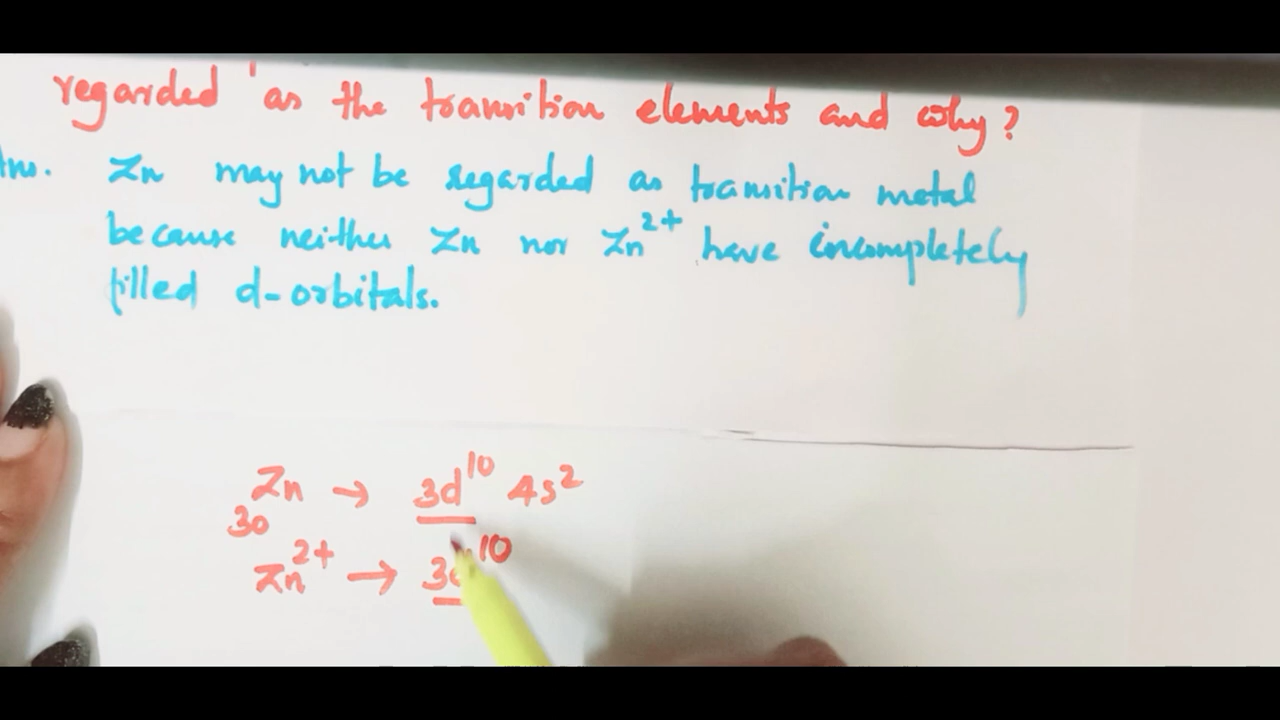 regarded as the transition elements and why?
Ans. Zn may not be regarded as transition metal
because neither Zn nor Zn²⁺ have incompletely
filled d-orbitals.
₃₀Zn → 3d¹⁰ 4s²
Zn²⁺ → 3d¹⁰